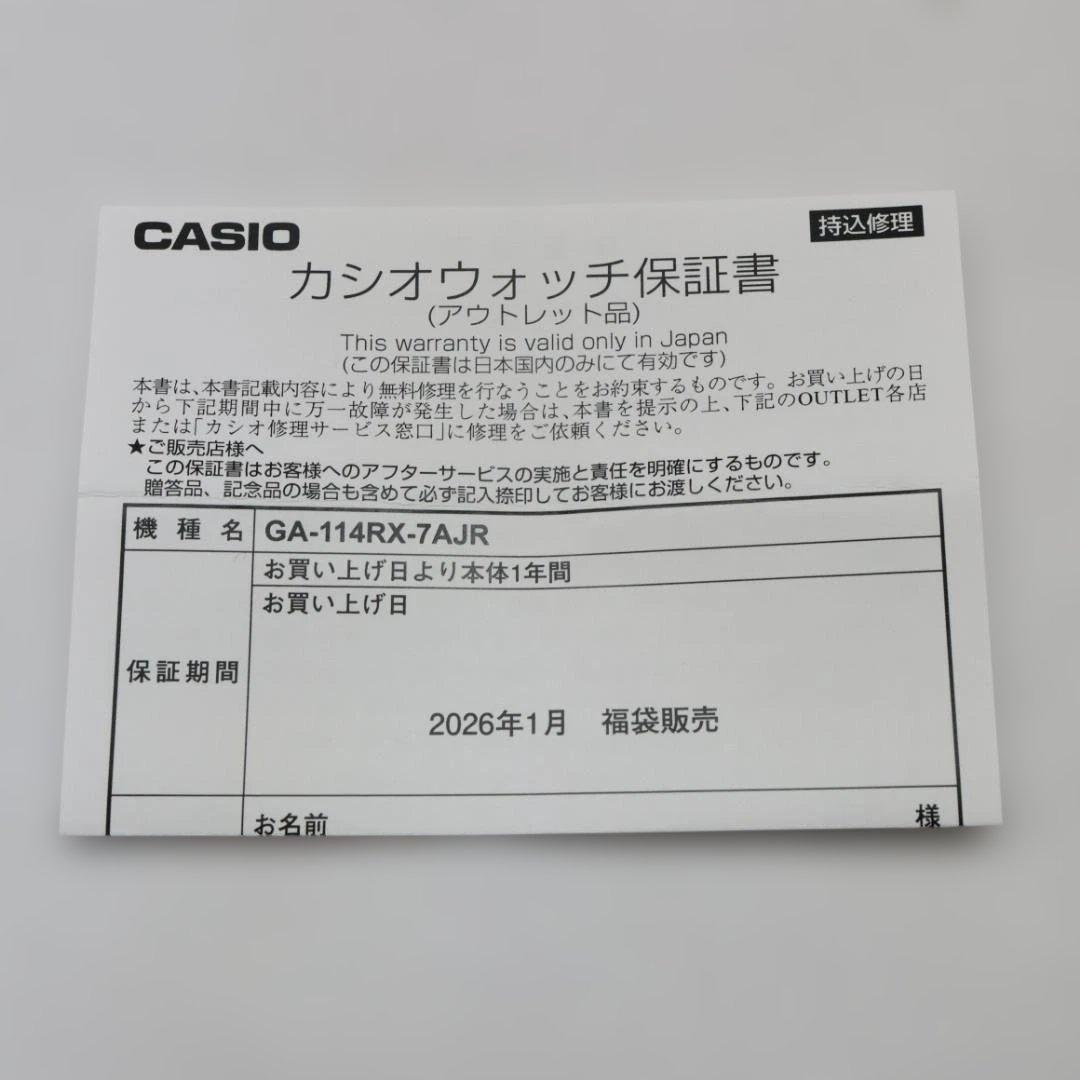 CASIO
持込修理
カシオウォッチ保証書
(アウトレット品)
This warranty is valid only in Japan
(この保証書は日本国内のみにて有効です)
本書は、本書記載内容により無料修理を行なうことをお約束するものです。お買い上げの日
から下記期間中に万一故障が発生した場合は、本書を提示の上、下記のOUTLET各店
または「カシオ修理サービス窓口」に修理をご依頼ください。
★ご販売店様へ
この保証書はお客様へのアフターサービスの実施と責任を明確にするものです。
贈答品、記念品の場合も含めて必ず記入捺印してお客様にお渡しください。
機種名 GA-114RX-7AJR
お買い上げ日より本体1年間
お買い上げ日
保証期間
2026年1月 福袋販売
お名前 様